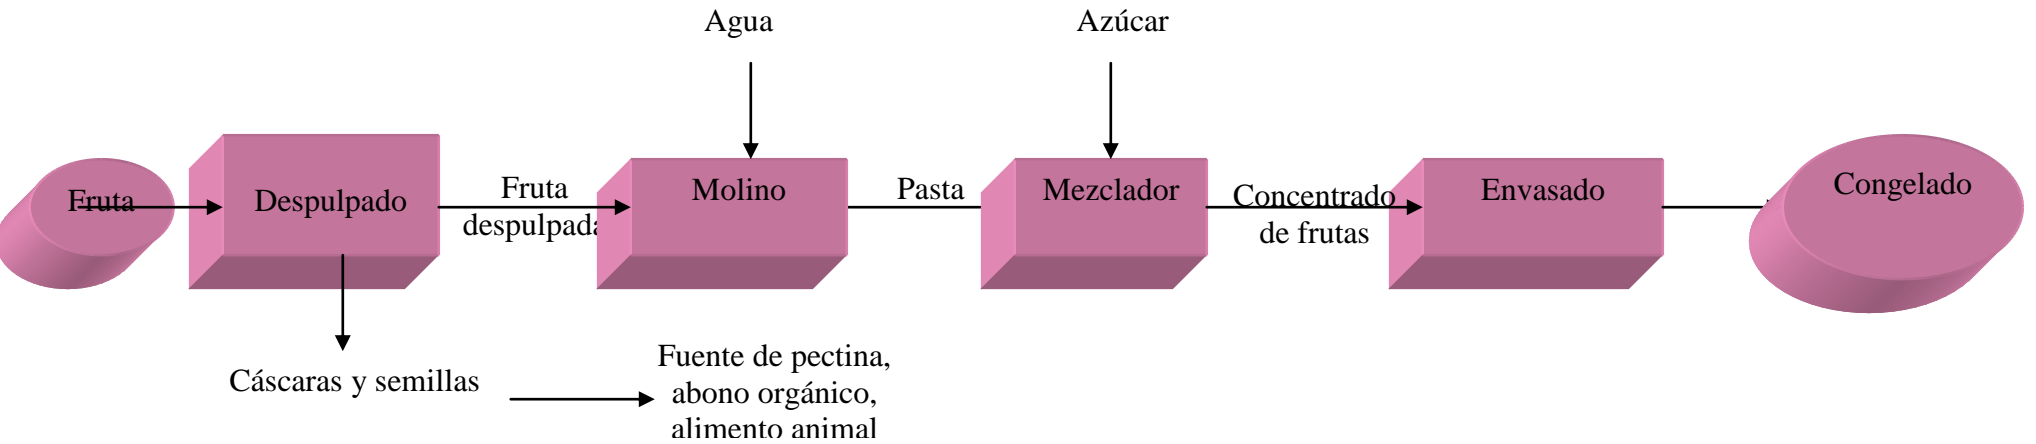 Agua
Azúcar
Fruta
Despulpado
Fruta
despulpada
Molino
Pasta
Mezclador
Concentrado
de frutas
Envasado
Congelado
Cáscaras y semillas
Fuente de pectina,
abono orgánico,
alimento animal